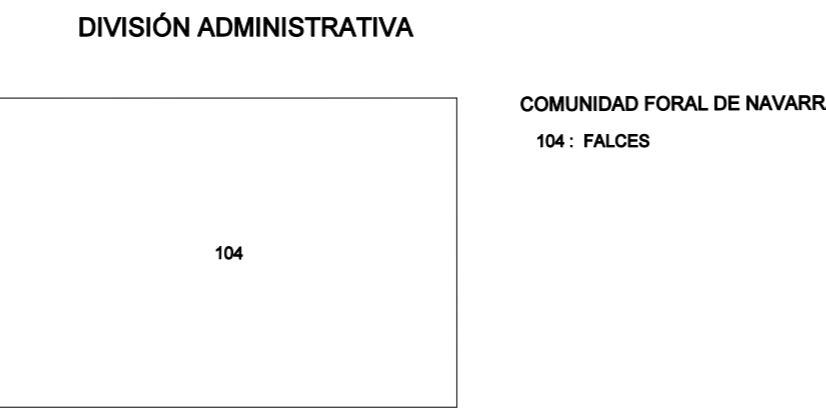 DIVISIÓN ADMINISTRATIVA
COMUNIDAD FORAL DE NAVARR
104 : FALCES
104